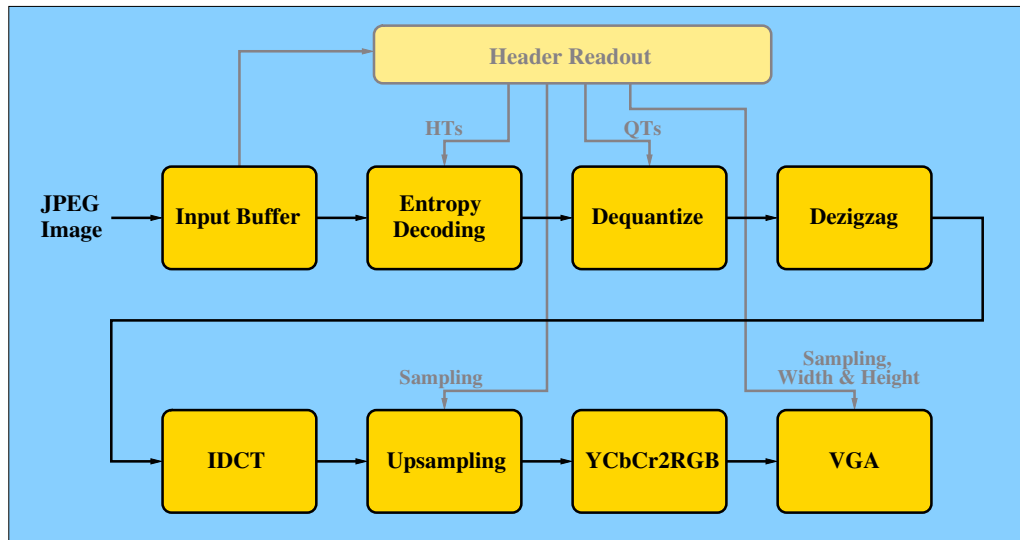 Header Readout
HTs
QTs
JPEG
Image
Input Buffer
Entropy
Decoding
Dequantize
Dezigzag
Sampling
Sampling,
Width & Height
IDCT
Upsampling
YCbCr2RGB
VGA